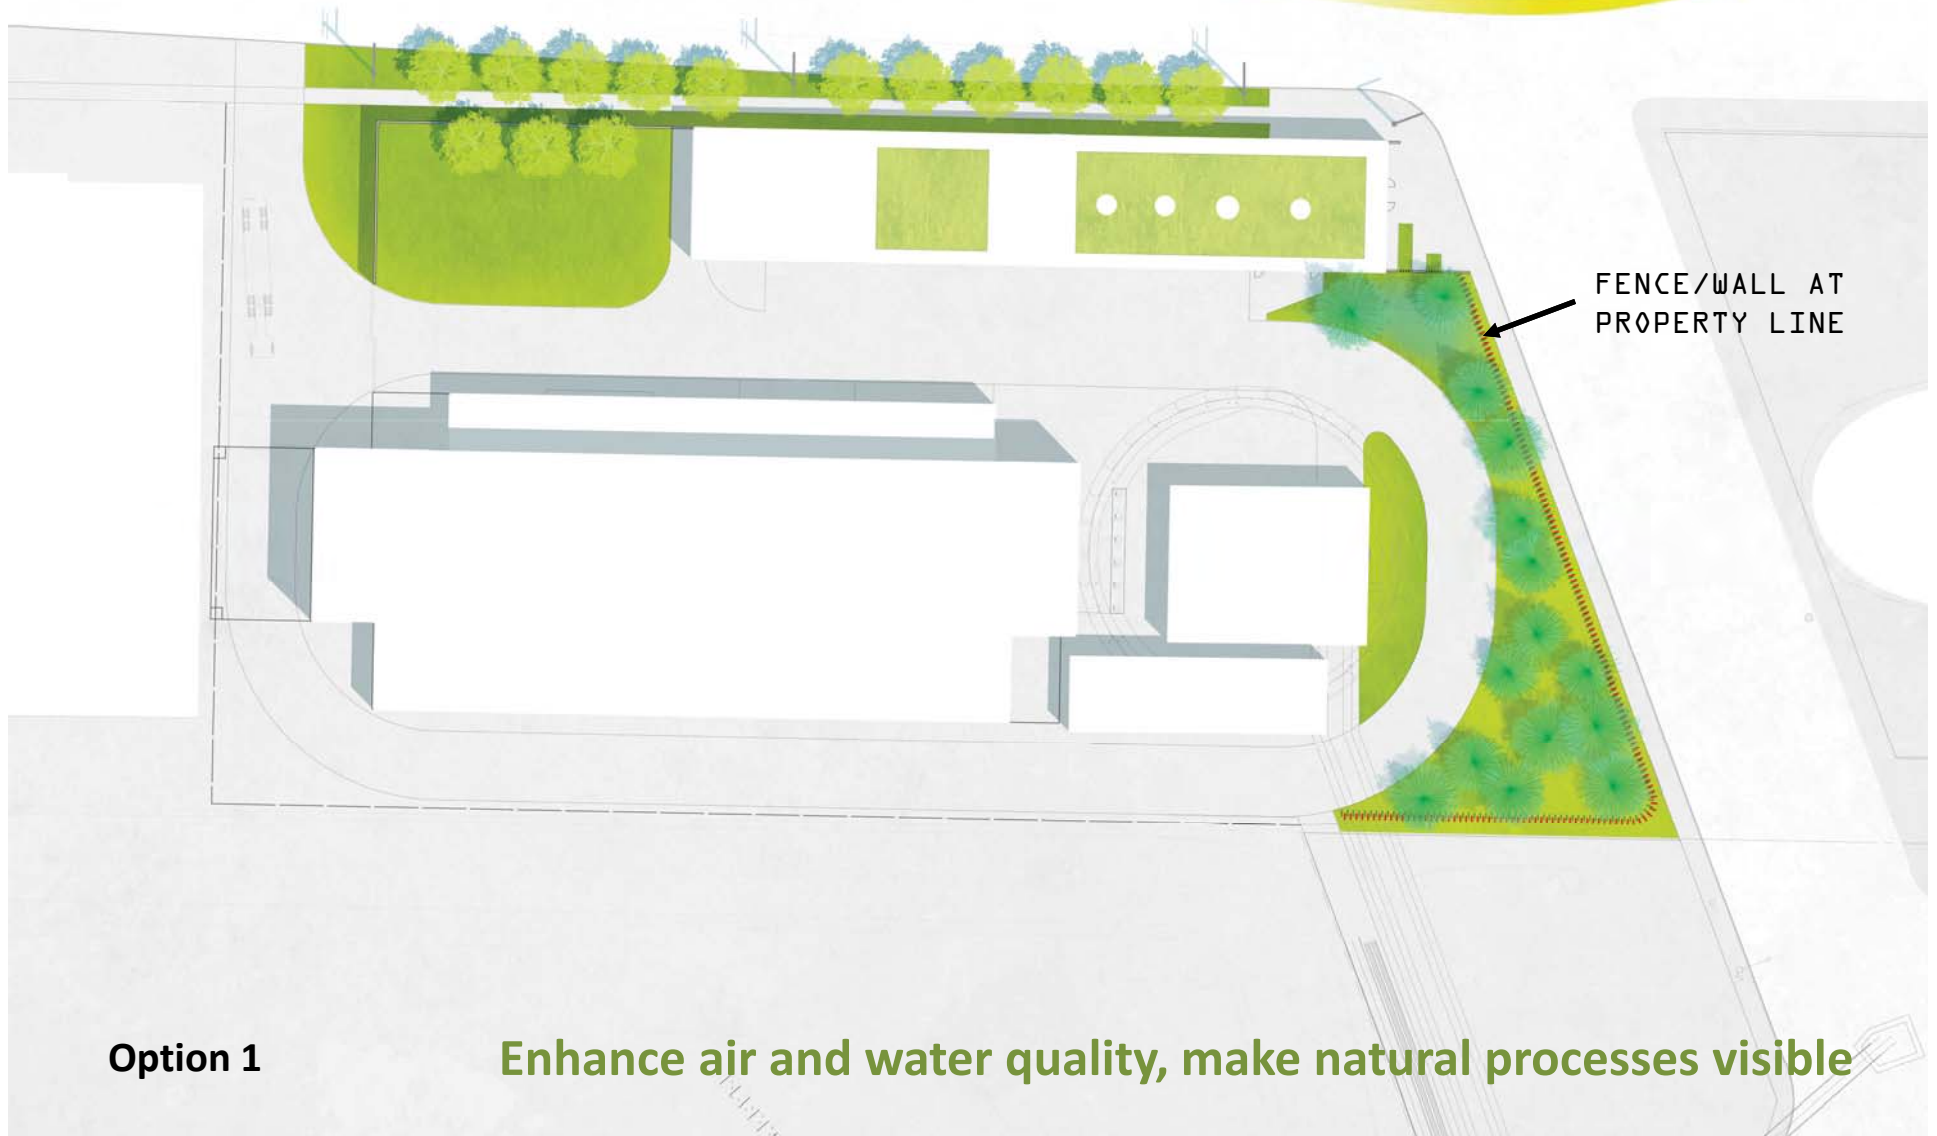 FENCE/WALL AT
PROPERTY LINE
Option 1
Enhance air and water quality, make natural processes visible